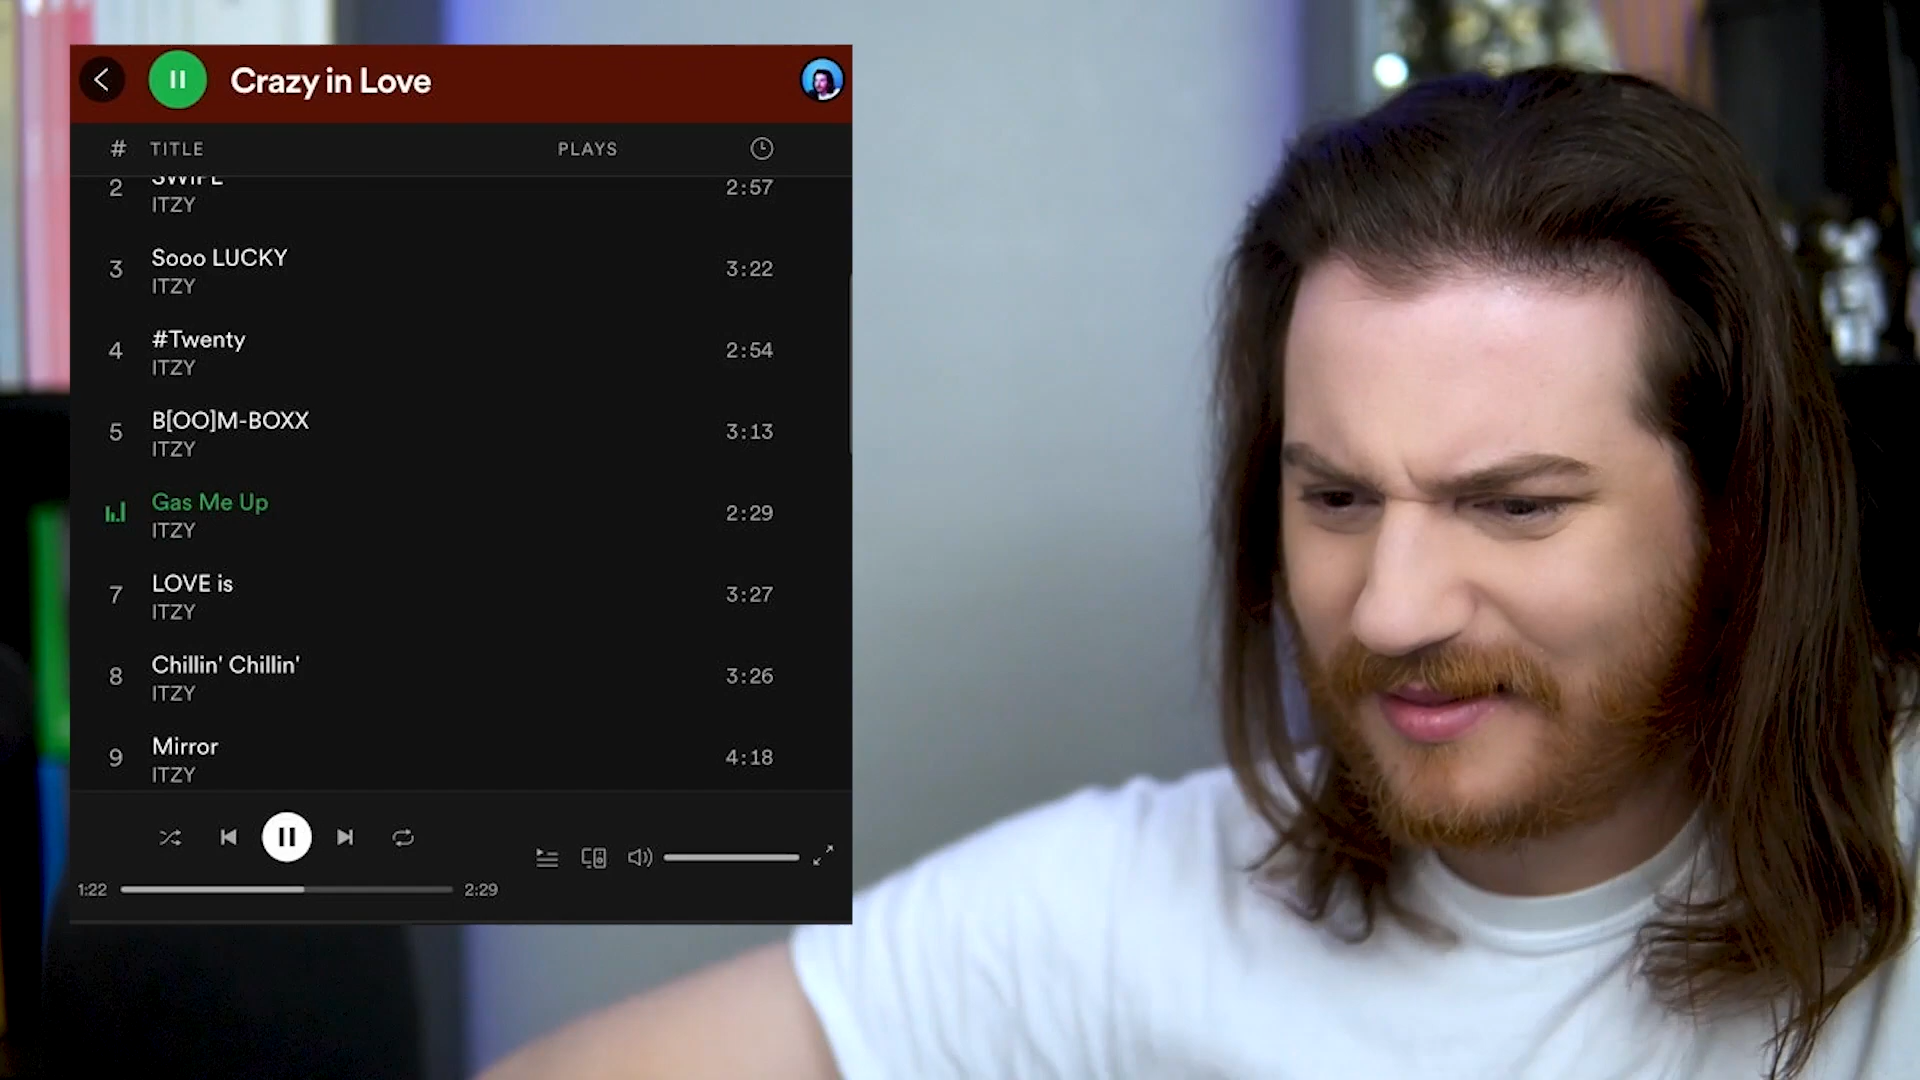 Crazy in Love
# TITLE PLAYS
2 SWIPE 2:57
ITZY
3 Sooo LUCKY 3:22
ITZY
4 #Twenty 2:54
ITZY
5 B[OO]M-BOXX 3:13
ITZY
Gas Me Up 2:29
ITZY
7 LOVE is 3:27
ITZY
8 Chillin' Chillin' 3:26
ITZY
9 Mirror 4:18
ITZY
1:22 2:29